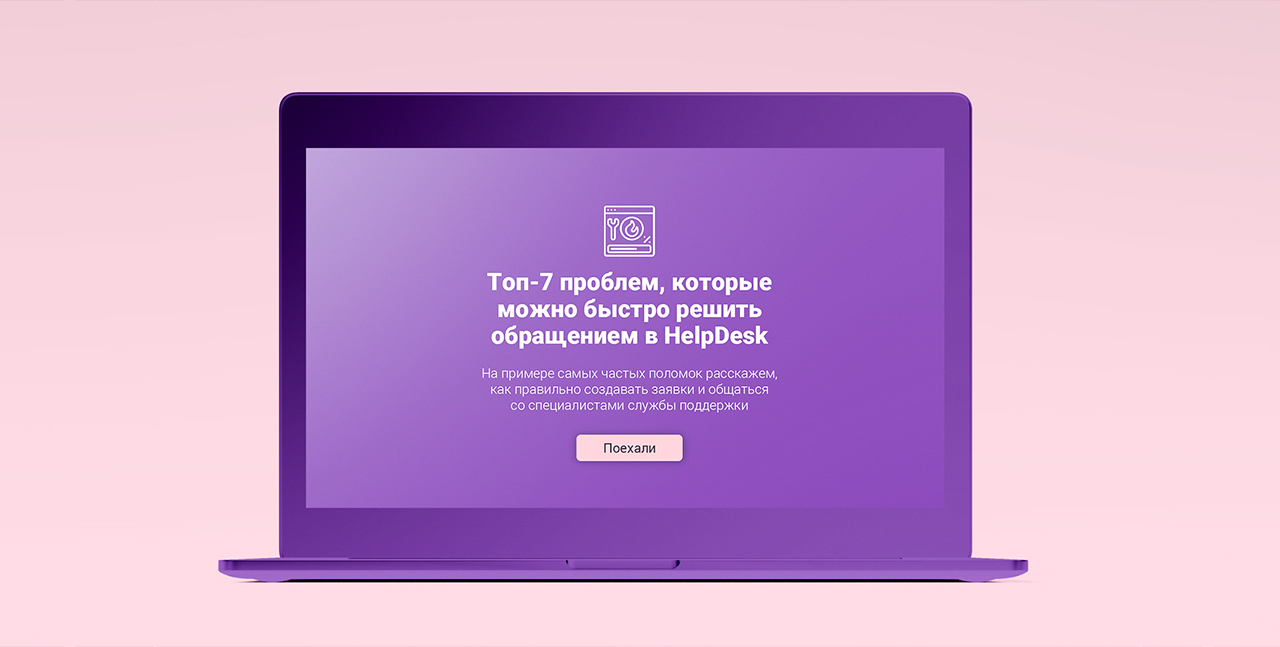 Топ-7 проблем, которые
можно быстро решить
обращением в HelpDesk
На примере самых частых поломок расскажем,
как правильно создавать заявки и общаться
со специалистами службы поддержки
Поехали